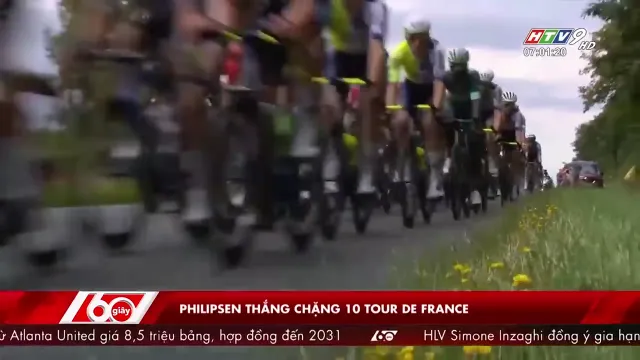 HTV9 HD
07:01:20
60 giây
PHILIPSEN THẮNG CHẶNG 10 TOUR DE FRANCE
Atlanta United giá 8,5 triệu bảng, hợp đồng đến 2031 60 HLV Simone Inzaghi đồng ý gia